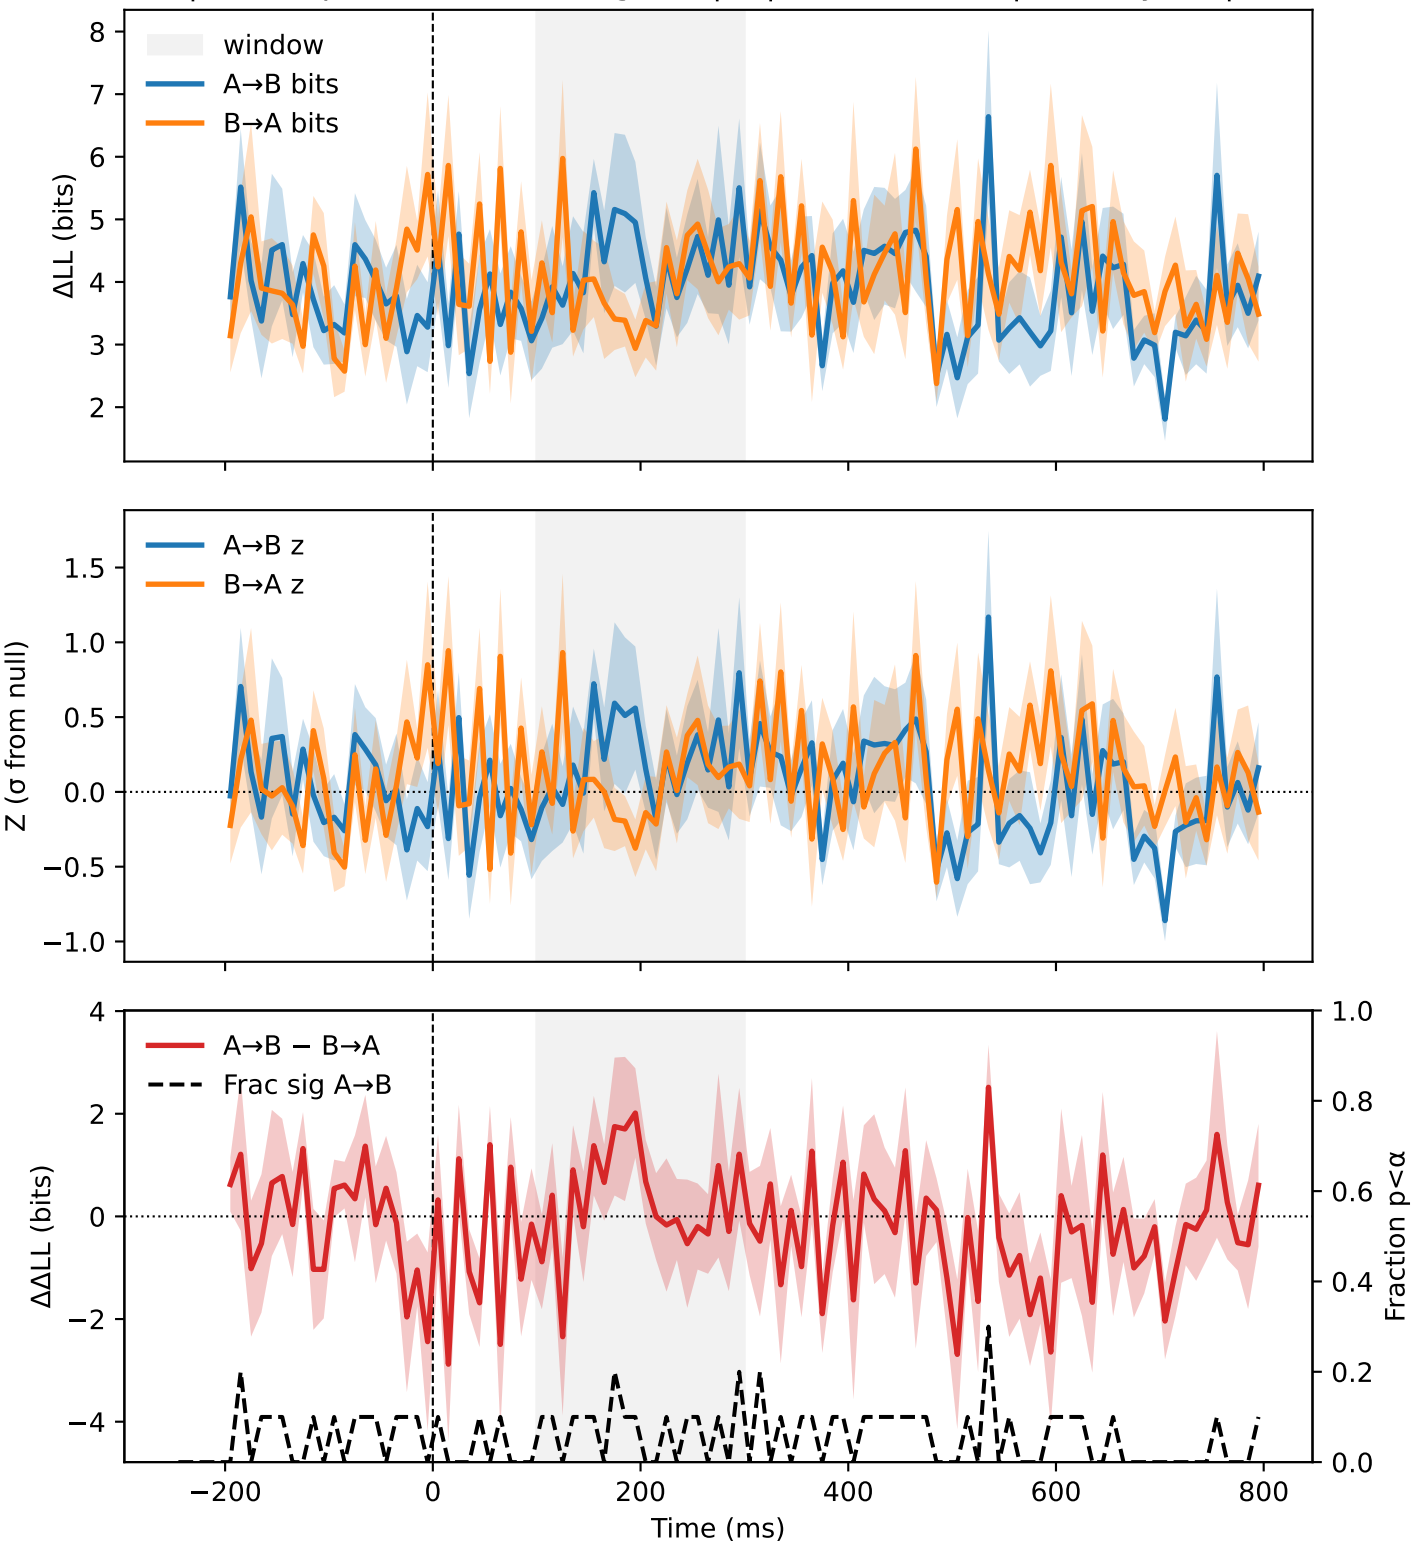 8
7
6
5
4
3
2
ΔLL (bits)
window
A→B bits
B→A bits
1.5
1.0
0.5
0.0
−0.5
−1.0
Z (σ from null)
A→B z
B→A z
4
2
0
−2
−4
ΔΔLL (bits)
A→B − B→A
Frac sig A→B
1.0
0.8
0.6
0.4
0.2
0.0
Fraction p<α
−200 0 200 400 600 800
Time (ms)